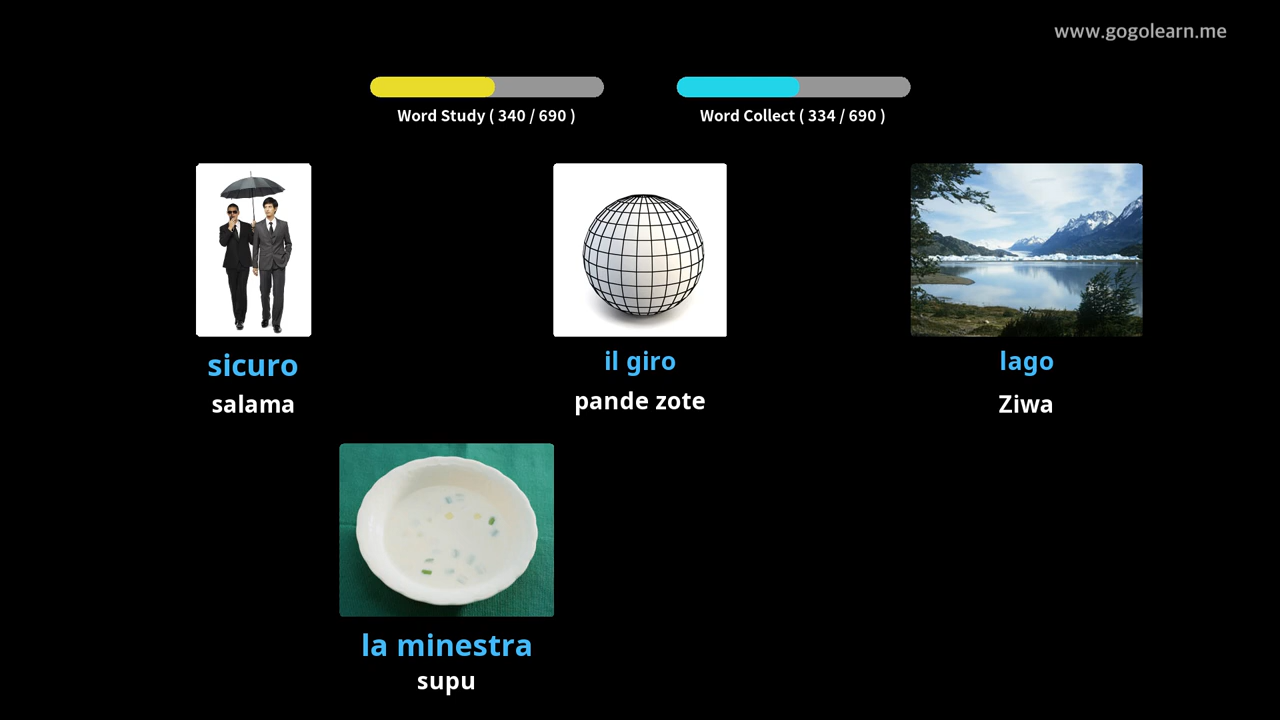 www.gogolearn.me
Word Study ( 340 / 690 )
Word Collect ( 334 / 690 )
sicuro
salama
il giro
pande zote
lago
Ziwa
la minestra
supu